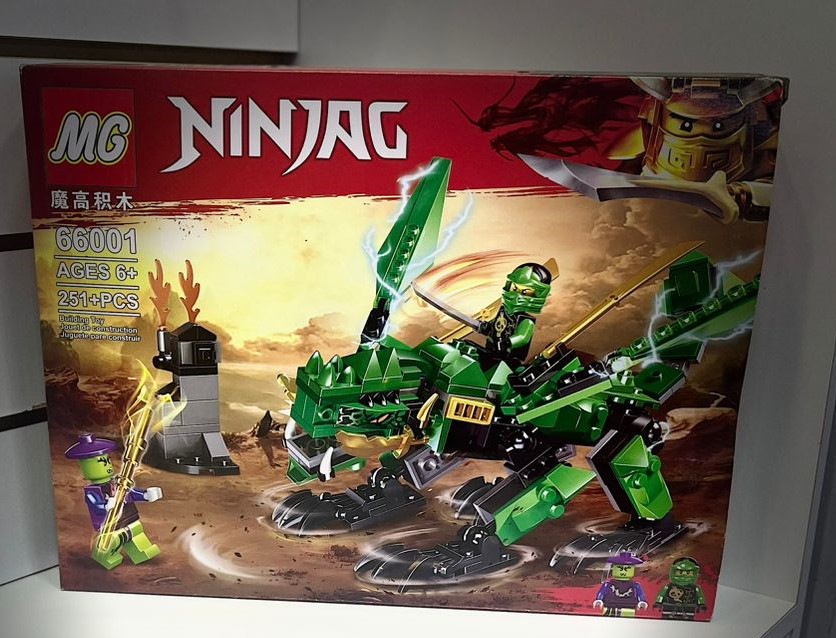 MG
NINJAG
魔高积木
66001
AGES 6+
251+PCS
Building Toy
Jouet de construction
Juguete para construir